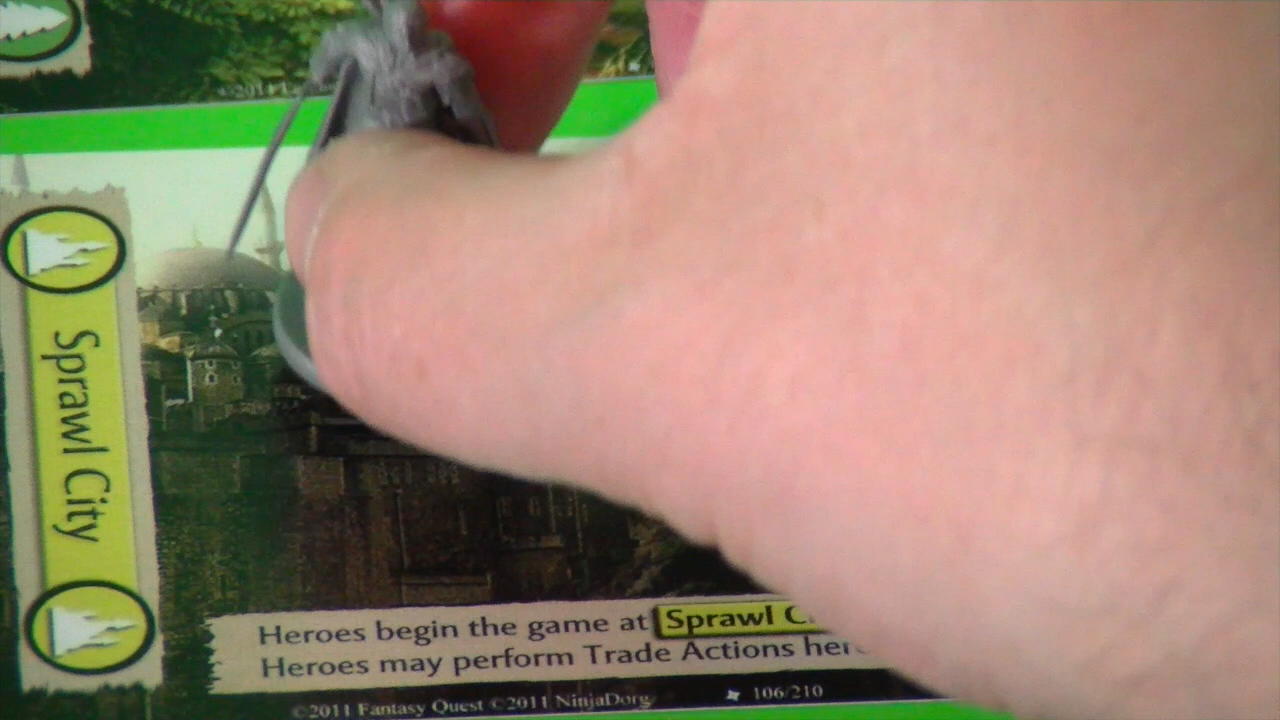 ©2011
Sprawl City
Heroes begin the game at Sprawl
Heroes may perform Trade Actions here
©2011 Fantasy Quest ©2011 NinjaDorg
106/210